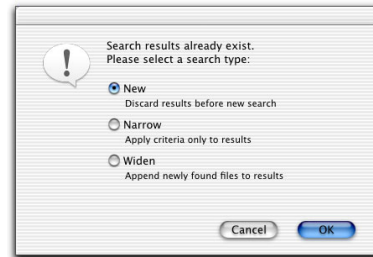 Search results already exist.
Please select a search type:
New
Discard results before new search
Narrow
Apply criteria only to results
Widen
Append newly found files to results
Cancel OK